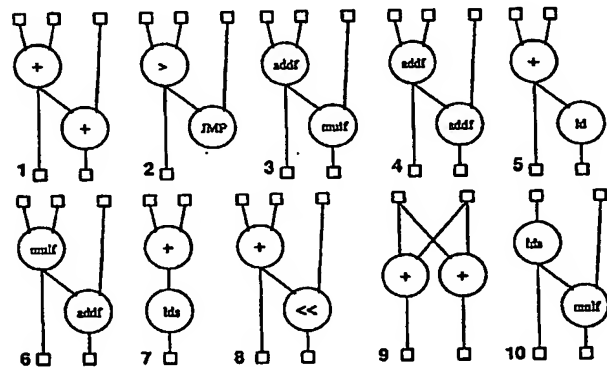 + > addf addf +
+ JMP mulf addf ld
1 2 3 4 5
mulf + + + + lds
addf lds << mulf
6 7 8 9 10